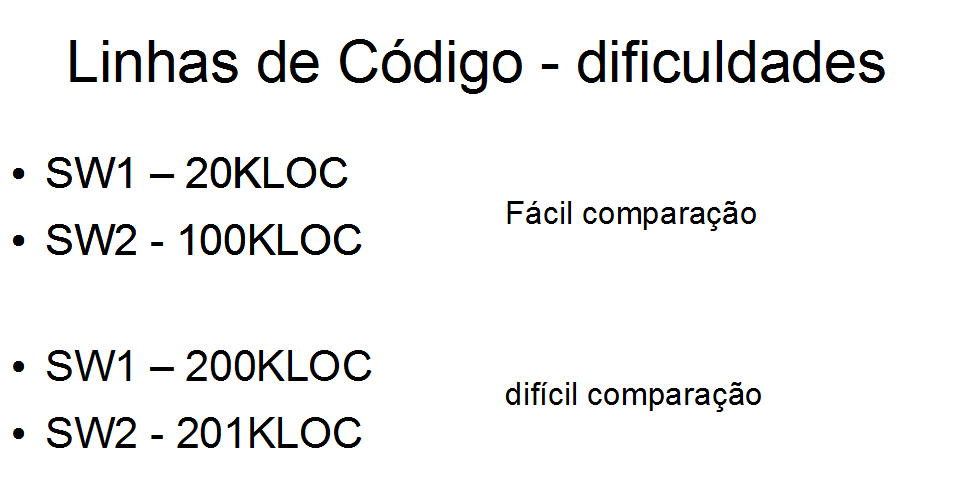 Linhas de Código - dificuldades
• SW1 – 20KLOC
• SW2 - 100KLOC
Fácil comparação
• SW1 – 200KLOC
• SW2 - 201KLOC
difícil comparação